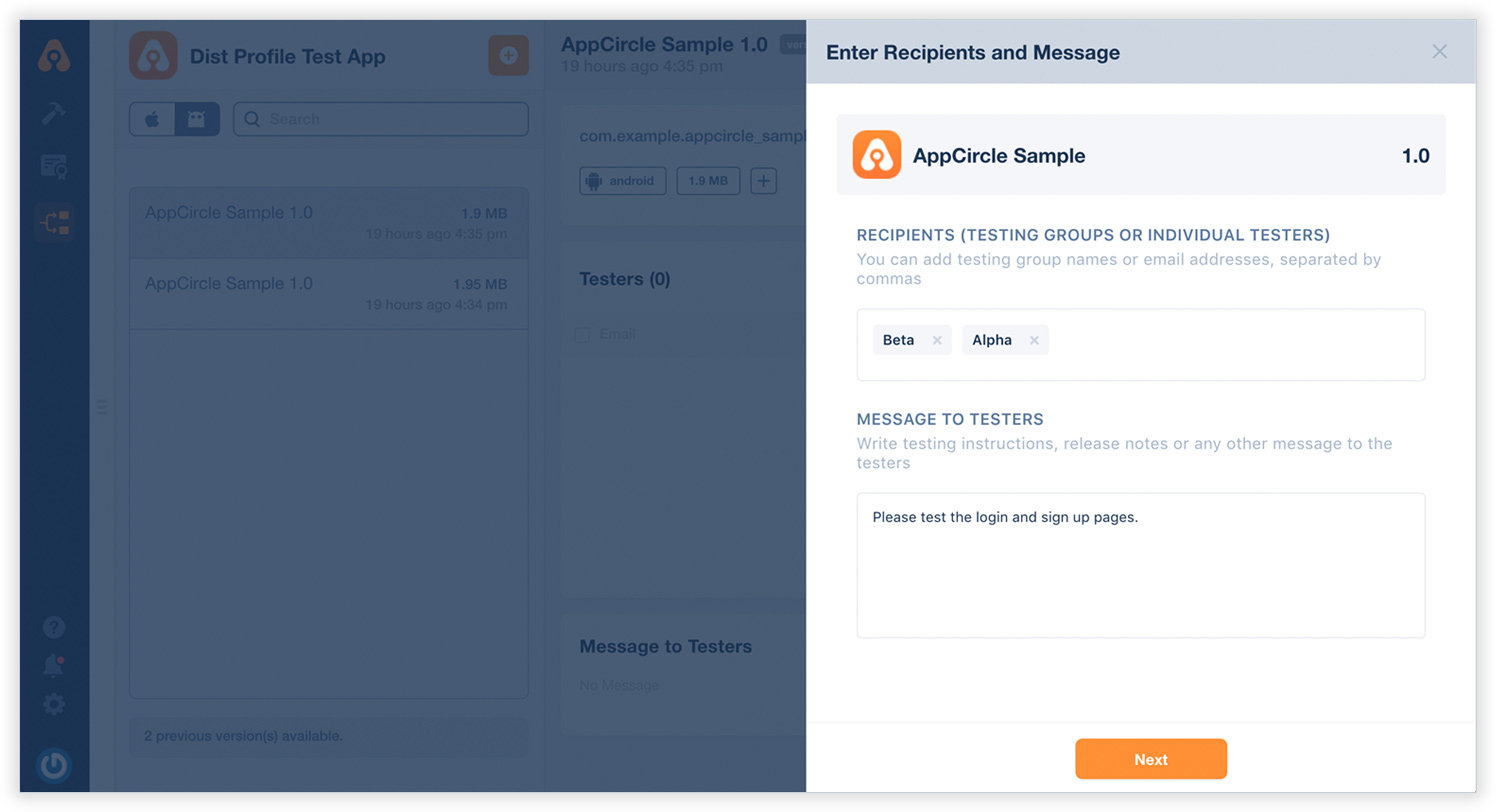 Dist Profile Test App
Search
AppCircle Sample 1.0
1.9 MB
19 hours ago 4:35 pm
AppCircle Sample 1.0
1.95 MB
19 hours ago 4:34 pm
2 previous version(s) available.
AppCircle Sample 1.0
19 hours ago 4:35 pm
com.example.appcircle_sampl
android
1.9 MB
Testers (0)
Email
Message to Testers
No Message
Enter Recipients and Message
AppCircle Sample
1.0
RECIPIENTS (TESTING GROUPS OR INDIVIDUAL TESTERS)
You can add testing group names or email addresses, separated by
commas
Beta
Alpha
MESSAGE TO TESTERS
Write testing instructions, release notes or any other message to the
testers
Please test the login and sign up pages.
Next